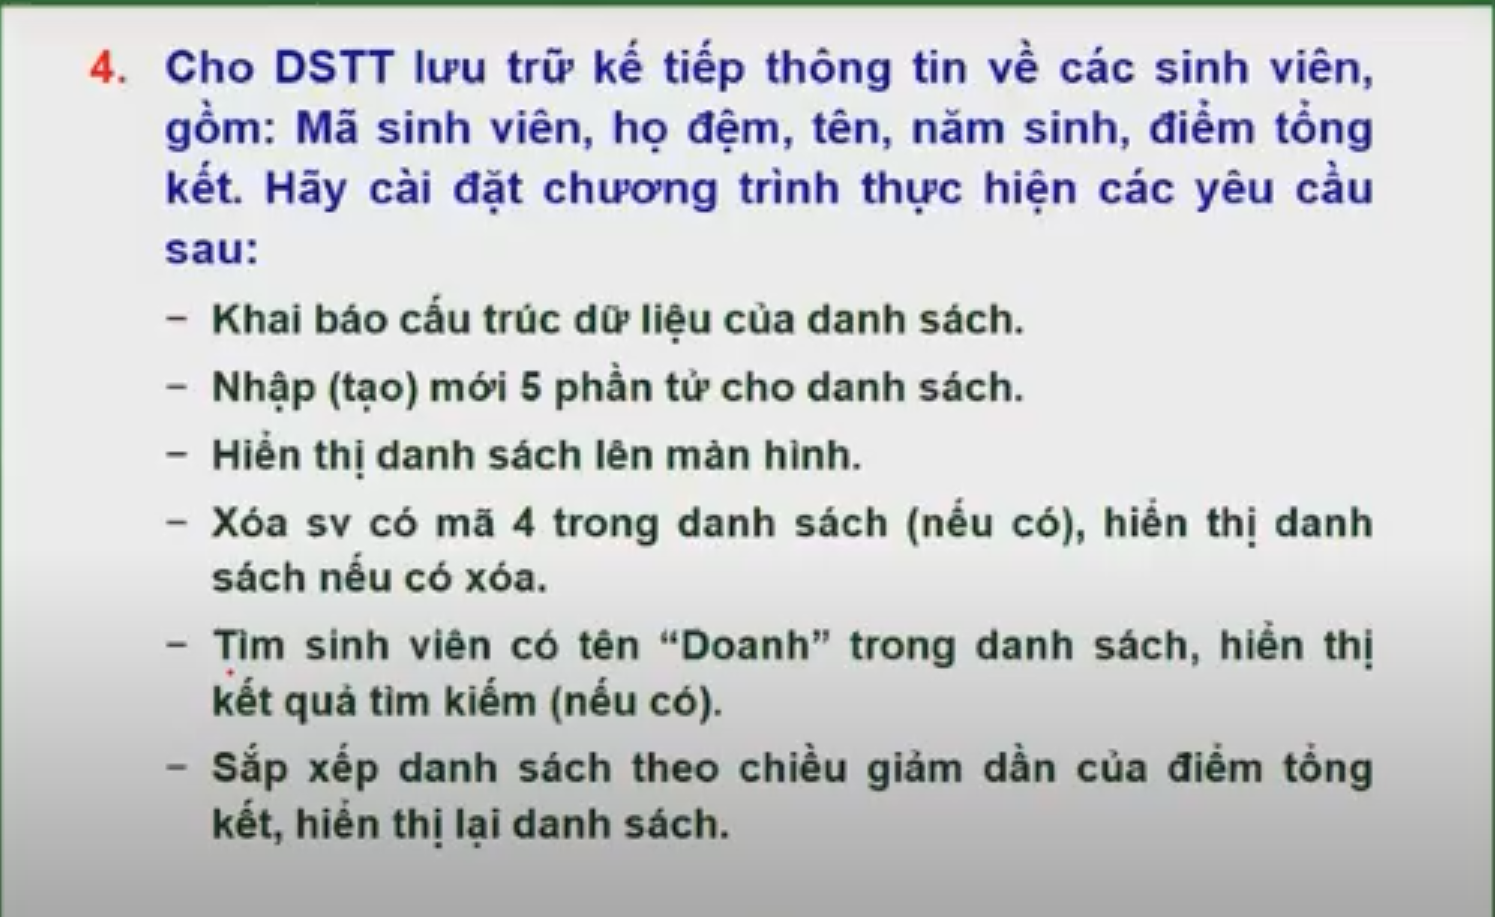 4. Cho DSTT lưu trữ kế tiếp thông tin về các sinh viên,
gồm: Mã sinh viên, họ đệm, tên, năm sinh, điểm tổng
kết. Hãy cài đặt chương trình thực hiện các yêu cầu
sau:
– Khai báo cấu trúc dữ liệu của danh sách.
– Nhập (tạo) mới 5 phần tử cho danh sách.
– Hiển thị danh sách lên màn hình.
– Xóa sv có mã 4 trong danh sách (nếu có), hiển thị danh
sách nếu có xóa.
– Tìm sinh viên có tên “Doanh” trong danh sách, hiển thị
kết quả tìm kiếm (nếu có).
– Sắp xếp danh sách theo chiều giảm dần của điểm tổng
kết, hiển thị lại danh sách.